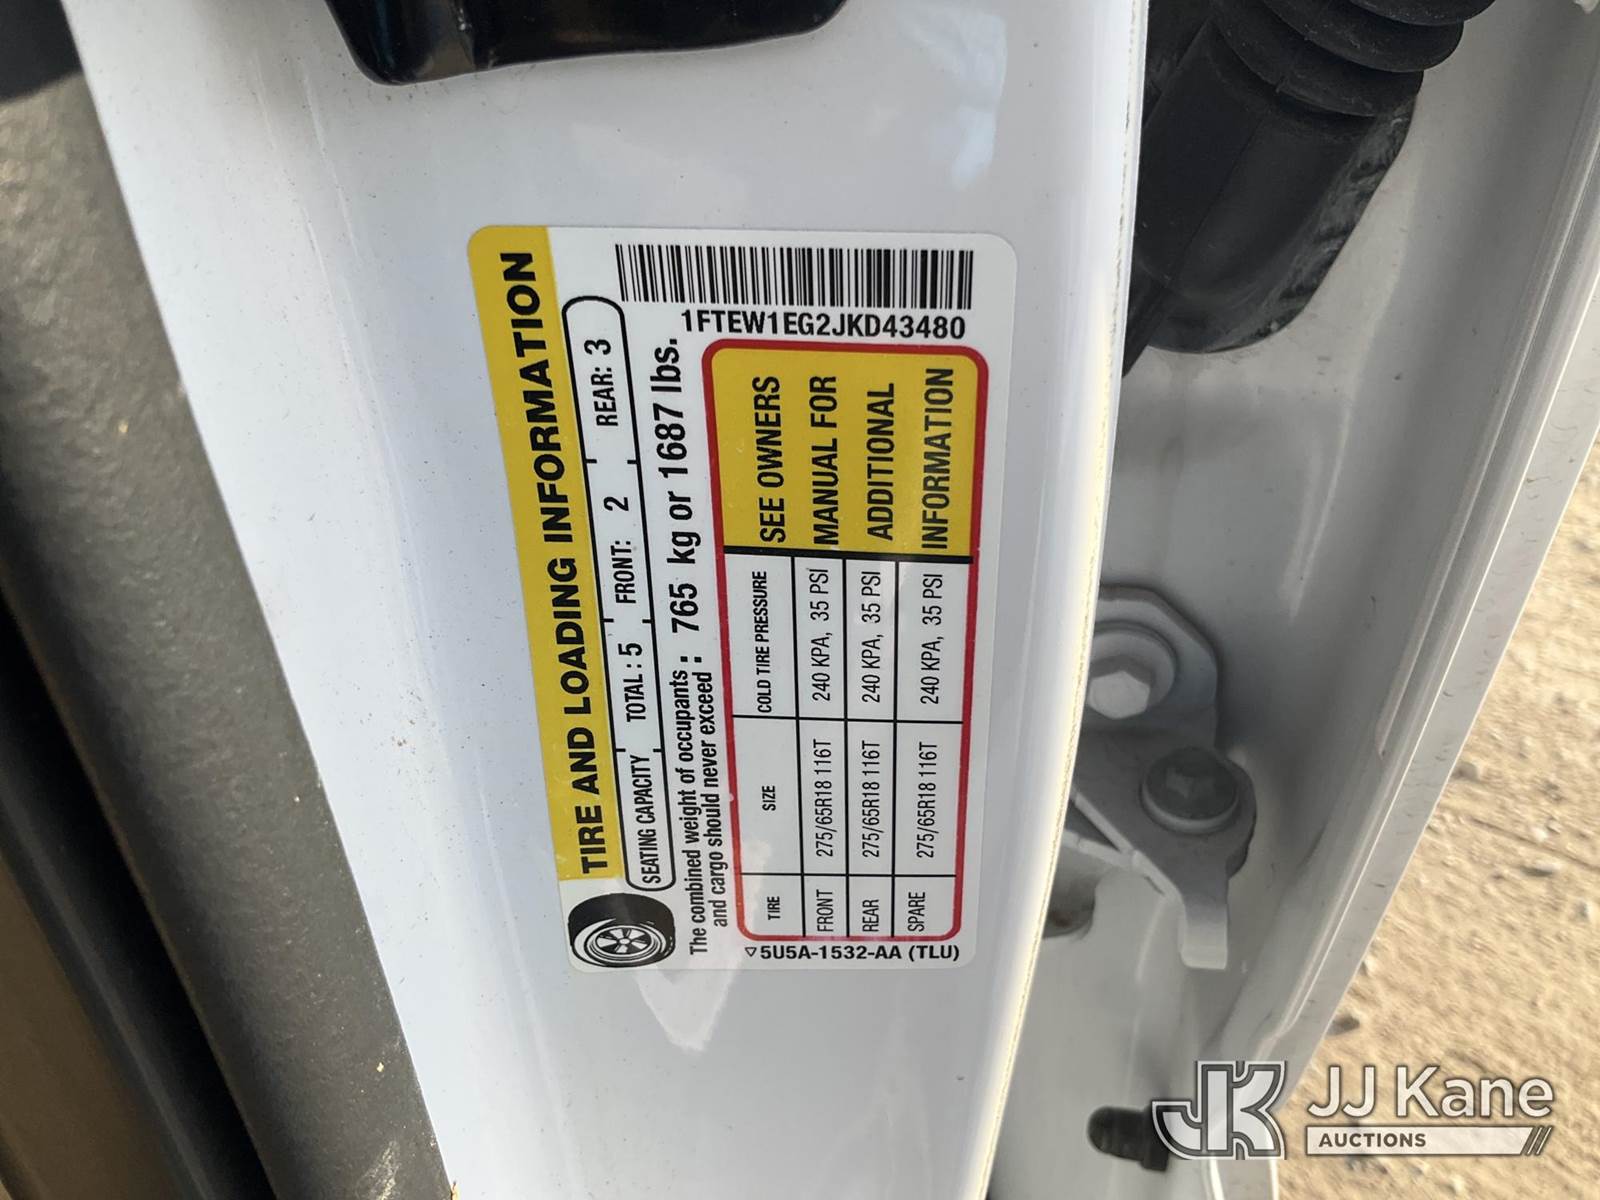 TIRE AND LOADING INFORMATION
SEATING CAPACITY TOTAL : 5 FRONT: 2 REAR: 3
The combined weight of occupants and cargo should never exceed : 765 kg or 1687 lbs.
1FTEW1EG2JKD43480
TIRE SIZE COLD TIRE PRESSURE
FRONT 275/65R18 116T 240 KPA, 35 PSI
REAR 275/65R18 116T 240 KPA, 35 PSI
SPARE 275/65R18 116T 240 KPA, 35 PSI
SEE OWNERS
MANUAL FOR
ADDITIONAL
INFORMATION
5U5A-1532-AA (TLU)
JK JJ Kane
AUCTIONS